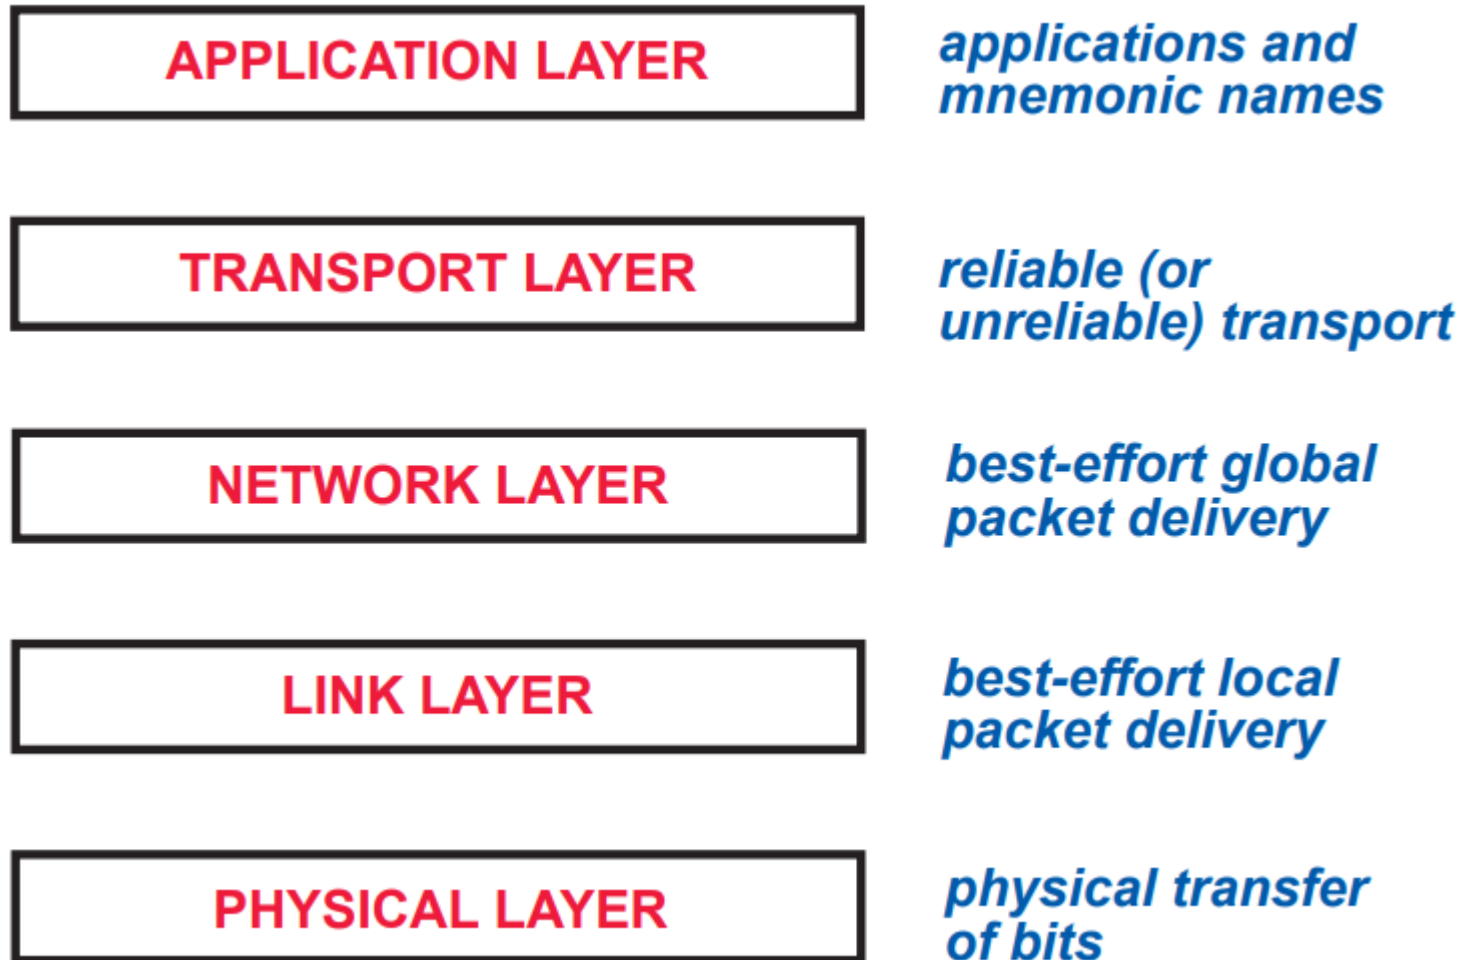 APPLICATION LAYER
applications and
mnemonic names
TRANSPORT LAYER
reliable (or
unreliable) transport
NETWORK LAYER
best-effort global
packet delivery
LINK LAYER
best-effort local
packet delivery
PHYSICAL LAYER
physical transfer
of bits